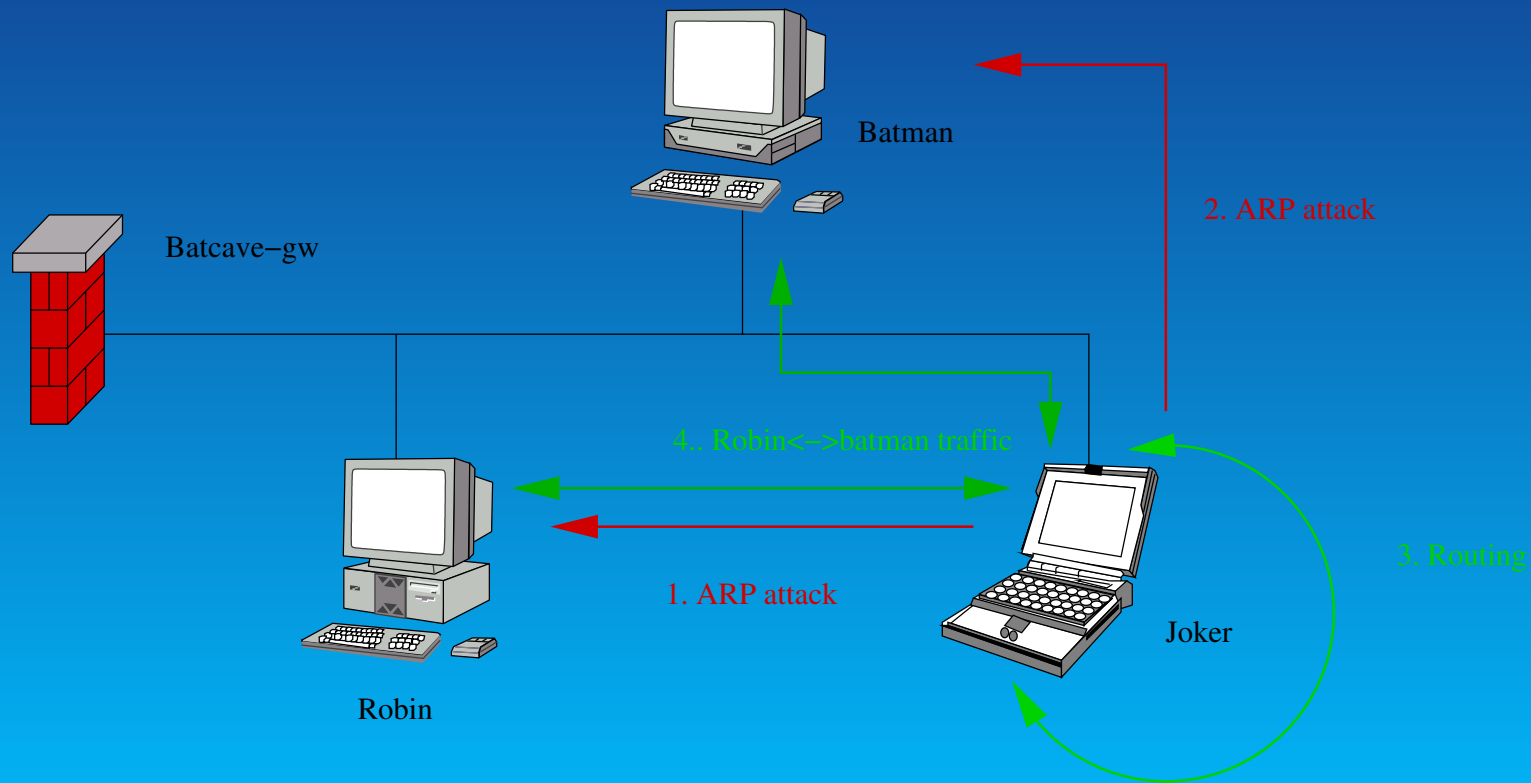 Batman
2. ARP attack
Batcave−gw
4.. Robin<−>batman traffic
3. Routing
1. ARP attack
Joker
Robin